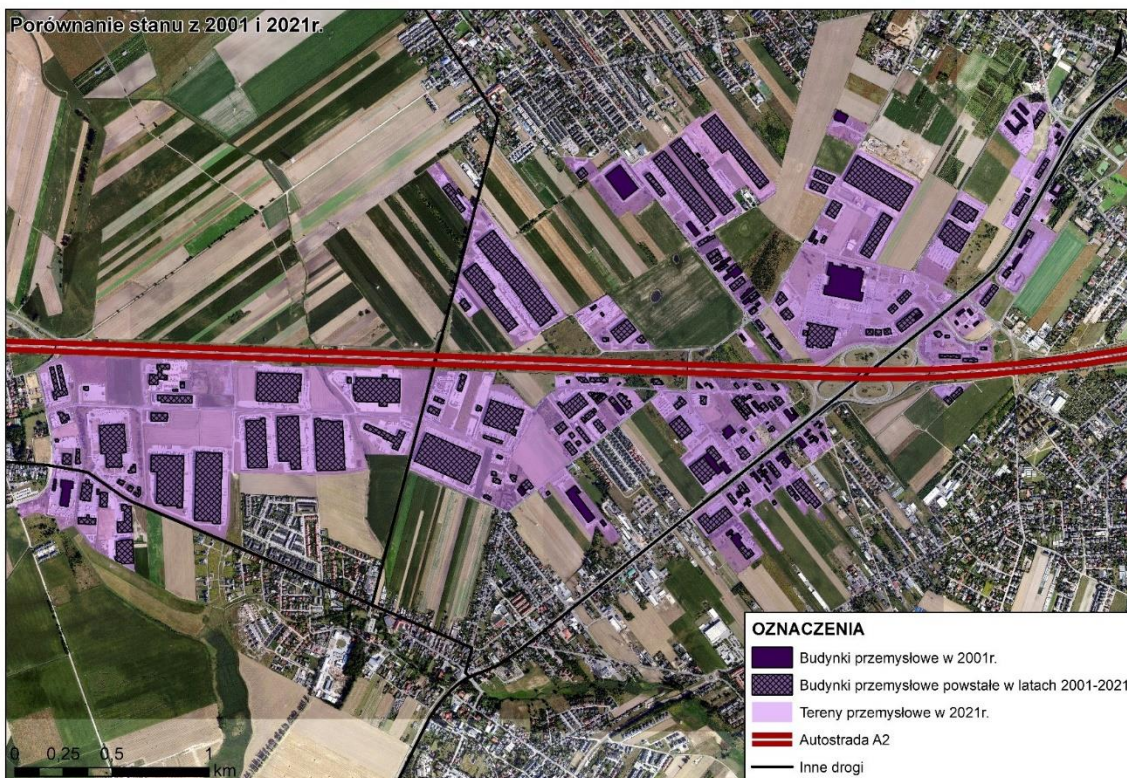 Porównanie stanu z 2001 i 2021r.
N
OZNACZENIA
Budynki przemysłowe w 2001r.
Budynki przemysłowe powstałe w latach 2001-2021
Tereny przemysłowe w 2021r.
Autostrada A2
Inne drogi
0 0,25 0,5 1
km